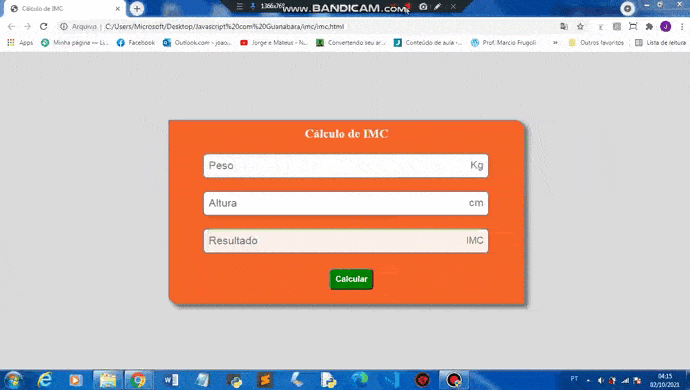 Cálculo de IMC
1366x768
www.BANDICAM.com
Arquivo | C:/Users/Microsoft/Desktop/Javascript%20com%20Guanabara/imc/imc.html
Apps
Minha página — Li...
Facebook
Outlook.com - joao...
Jorge e Mateus - N...
Convertendo seu ar...
Conteúdo de aula -...
Prof. Marcio Frugoli
»
Outros favoritos
Lista de leitura
Cálculo de IMC
Peso Kg
Altura cm
Resultado IMC
Calcular
PT
04:15
02/10/2021